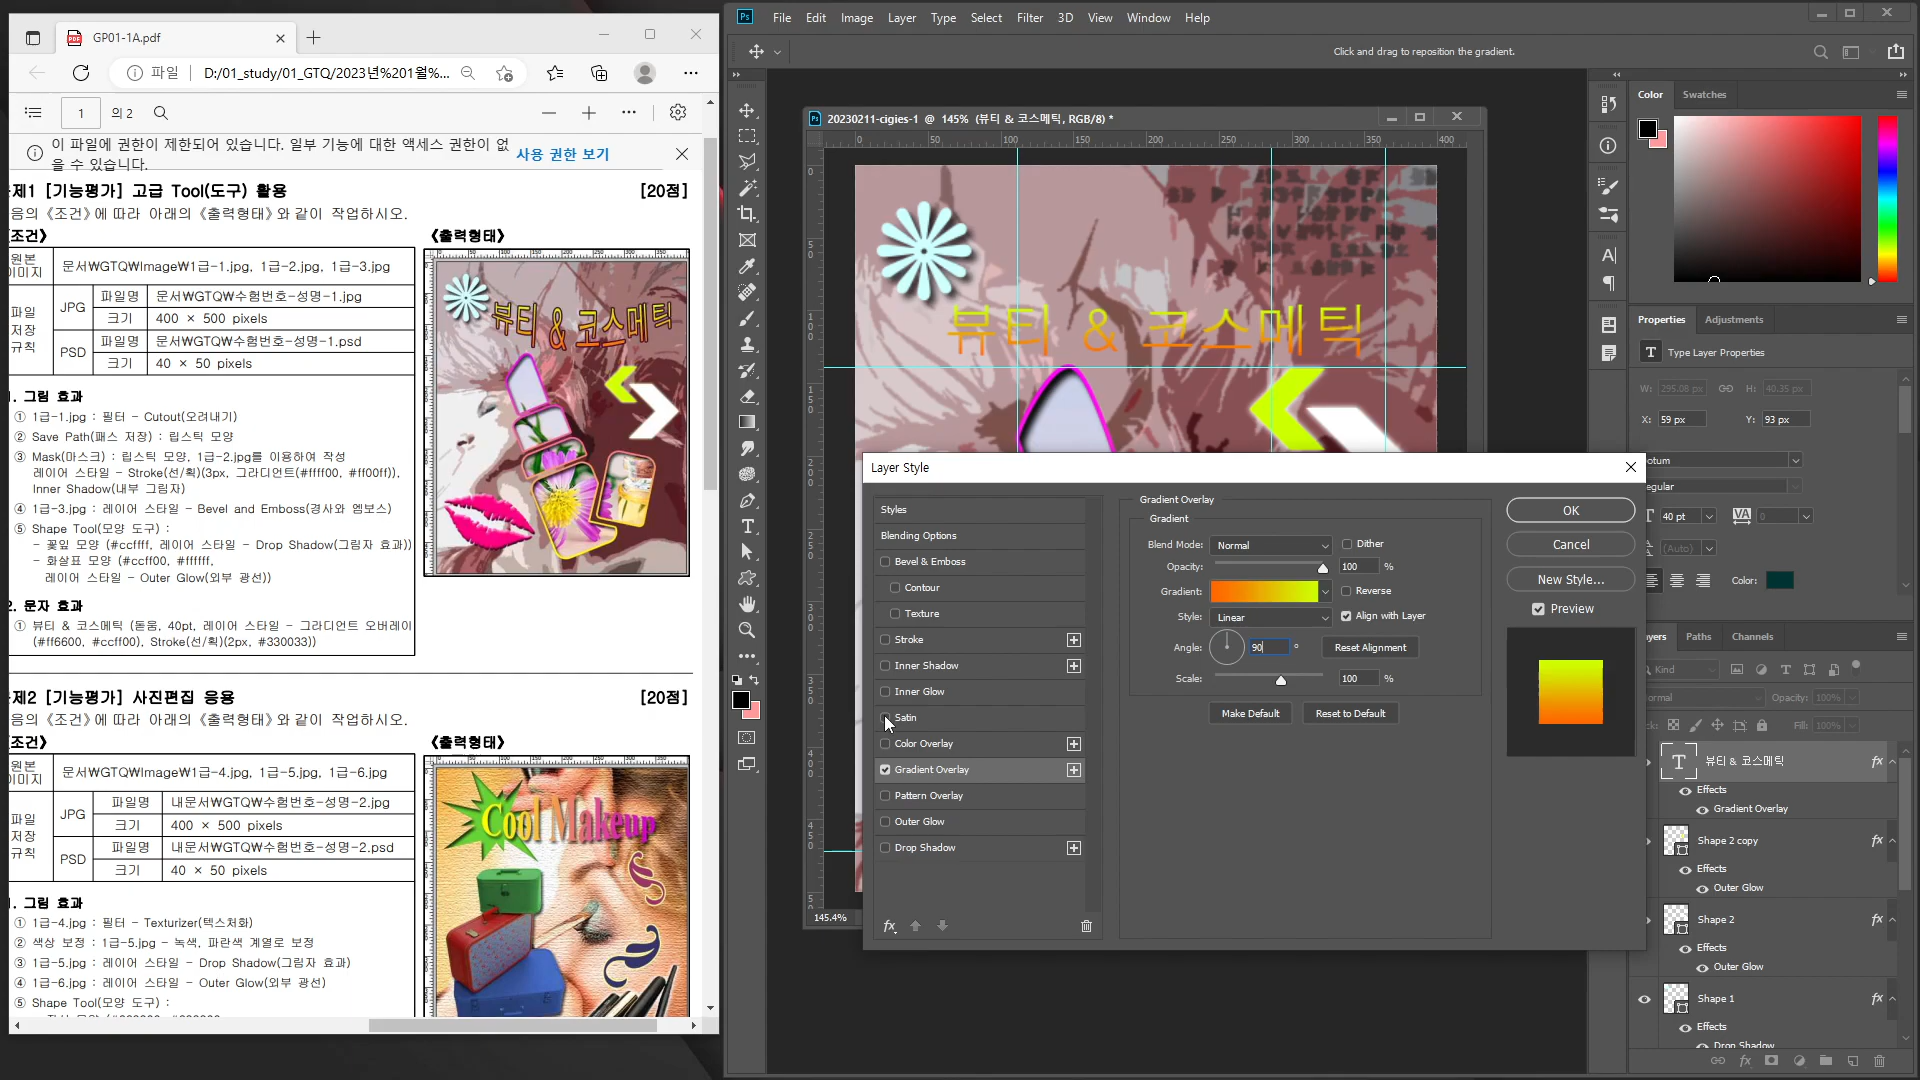 GP01-1A.pdf
파일
D:/01_study/01_GTQ/2023년%201월%...
1
의 2
이 파일에 권한이 제한되어 있습니다. 일부 기능에 대한 액세스 권한이 없
을 수 있습니다.
사용 권한 보기
제1 [기능평가] 고급 Tool(도구) 활용
[20점]
음의 《조건》에 따라 아래의 《출력형태》와 같이 작업하시오.
조건》
《출력형태》
원본
이미지
문서₩GTQ₩Image₩1급-1.jpg, 1급-2.jpg, 1급-3.jpg
파일
저장
규칙
JPG
파일명
문서₩GTQ₩수험번호-성명-1.jpg
크기
400 × 500 pixels
PSD
파일명
문서₩GTQ₩수험번호-성명-1.psd
크기
40 × 50 pixels
뷰티 & 코스메틱
. 그림 효과
① 1급-1.jpg : 필터 - Cutout(오려내기)
② Save Path(패스 저장) : 립스틱 모양
③ Mask(마스크) : 립스틱 모양, 1급-2.jpg를 이용하여 작성
레이어 스타일 - Stroke(선/획)(3px, 그라디언트(#ffff00, #ff00ff)),
Inner Shadow(내부 그림자)
④ 1급-3.jpg : 레이어 스타일 - Bevel and Emboss(경사와 엠보스)
⑤ Shape Tool(모양 도구) :
- 꽃잎 모양 (#ccffff, 레이어 스타일 - Drop Shadow(그림자 효과))
- 화살표 모양 (#ccff00, #ffffff,
레이어 스타일 - Outer Glow(외부 광선))
2. 문자 효과
① 뷰티 & 코스메틱 (돋움, 40pt, 레이어 스타일 - 그라디언트 오버레이
(#ff6600, #ccff00), Stroke(선/획)(2px, #330033))
제2 [기능평가] 사진편집 응용
[20점]
음의 《조건》에 따라 아래의 《출력형태》와 같이 작업하시오.
조건》
《출력형태》
원본
이미지
문서₩GTQ₩Image₩1급-4.jpg, 1급-5.jpg, 1급-6.jpg
파일
저장
규칙
JPG
파일명
내문서₩GTQ₩수험번호-성명-2.jpg
크기
400 × 500 pixels
PSD
파일명
내문서₩GTQ₩수험번호-성명-2.psd
크기
40 × 50 pixels
Cool Makeup
. 그림 효과
① 1급-4.jpg : 필터 - Texturizer(텍스처화)
② 색상 보정 : 1급-5.jpg - 녹색, 파란색 계열로 보정
③ 1급-5.jpg : 레이어 스타일 - Drop Shadow(그림자 효과)
④ 1급-6.jpg : 레이어 스타일 - Outer Glow(외부 광선)
⑤ Shape Tool(모양 도구) :
Ps
File Edit Image Layer Type Select Filter 3D View Window Help
Click and drag to reposition the gradient.
20230211-cigies-1 @ 145% (뷰티 & 코스메틱, RGB/8) *
0 50 100 150 200 250 300 350 400
뷰티 & 코스메틱
145.4%
Layer Style
Styles
Blending Options
Bevel & Emboss
Contour
Texture
Stroke
Inner Shadow
Inner Glow
Satin
Color Overlay
Gradient Overlay
Pattern Overlay
Outer Glow
Drop Shadow
fx
Gradient Overlay
Gradient
Blend Mode: Normal
Dither
Opacity: 100 %
Gradient:
Reverse
Style: Linear
Align with Layer
Angle: 90 °
Reset Alignment
Scale: 100 %
Make Default
Reset to Default
OK
Cancel
New Style...
Preview
Color
Swatches
Properties
Adjustments
T
Type Layer Properties
W: 295.08 px
H: 40.35 px
X: 59 px
Y: 93 px
otum
egular
40 pt
VA
0
(Auto)
Color:
ayers
Paths
Channels
Kind
ormal
Opacity: 100%
Fill: 100%
T
뷰티 & 코스메틱
fx
Effects
Gradient Overlay
Shape 2 copy
fx
Effects
Outer Glow
Shape 2
fx
Effects
Outer Glow
Shape 1
fx
Effects
Drop Shadow
fx